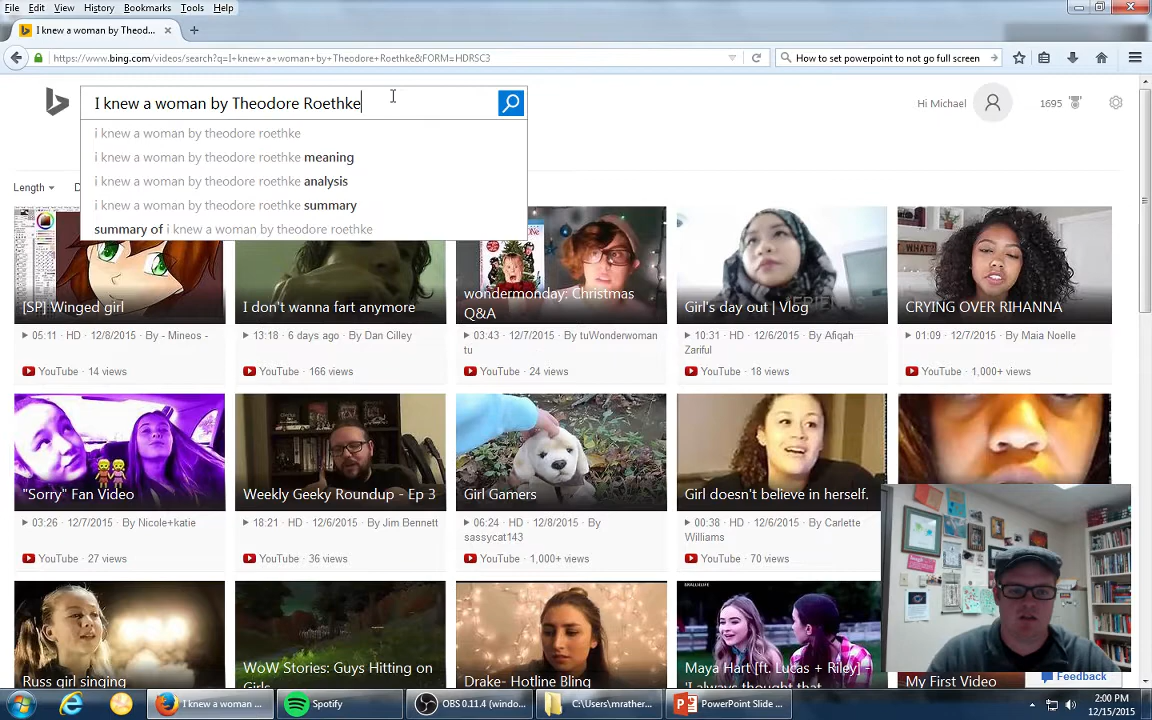 File Edit View History Bookmarks Tools Help
I knew a woman by Theod...
https://www.bing.com/videos/search?q=I+knew+a+woman+by+Theodore+Roethke&FORM=HDRSC3
How to set powerpoint to not go full screen
I knew a woman by Theodore Roethke
Hi Michael
1695
i knew a woman by theodore roethke
i knew a woman by theodore roethke meaning
i knew a woman by theodore roethke analysis
i knew a woman by theodore roethke summary
summary of i knew a woman by theodore roethke
Length
[SP] Winged girl
I don't wanna fart anymore
wondermonday: Christmas
Q&A
Girl's day out | Vlog
CRYING OVER RIHANNA
05:11 · HD · 12/8/2015 · By - Mineos -
13:18 · 6 days ago · By Dan Cilley
03:43 · 12/7/2015 · By tuWonderwoman
tu
10:31 · HD · 12/7/2015 · By Afiqah
Zariful
01:09 · 12/7/2015 · By Maia Noelle
YouTube · 14 views
YouTube · 166 views
YouTube · 24 views
YouTube · 18 views
YouTube · 1,000+ views
"Sorry" Fan Video
Weekly Geeky Roundup - Ep 3
Girl Gamers
Girl doesn't believe in herself.
03:26 · 12/7/2015 · By Nicole+katie
18:21 · HD · 12/6/2015 · By Jim Bennett
06:24 · HD · 12/8/2015 · By
sassycat143
00:38 · HD · 12/6/2015 · By Carlette
Williams
YouTube · 27 views
YouTube · 36 views
YouTube · 1,000+ views
YouTube · 70 views
Russ girl singing
WoW Stories: Guys Hitting on
Girls
Drake- Hotline Bling
Maya Hart [ft. Lucas + Riley] -
'I always thought that
My First Video
Feedback
I knew a woman ...
Spotify
OBS 0.11.4 (windo...
C:\Users\mrather...
PowerPoint Slide ...
2:00 PM
12/15/2015